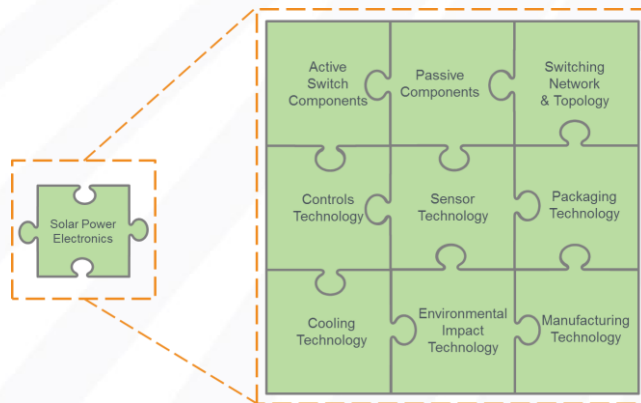 Solar Power
Electronics
Active
Switch
Components
Passive
Components
Switching
Network
& Topology
Controls
Technology
Sensor
Technology
Packaging
Technology
Cooling
Technology
Environmental
Impact
Technology
Manufacturing
Technology